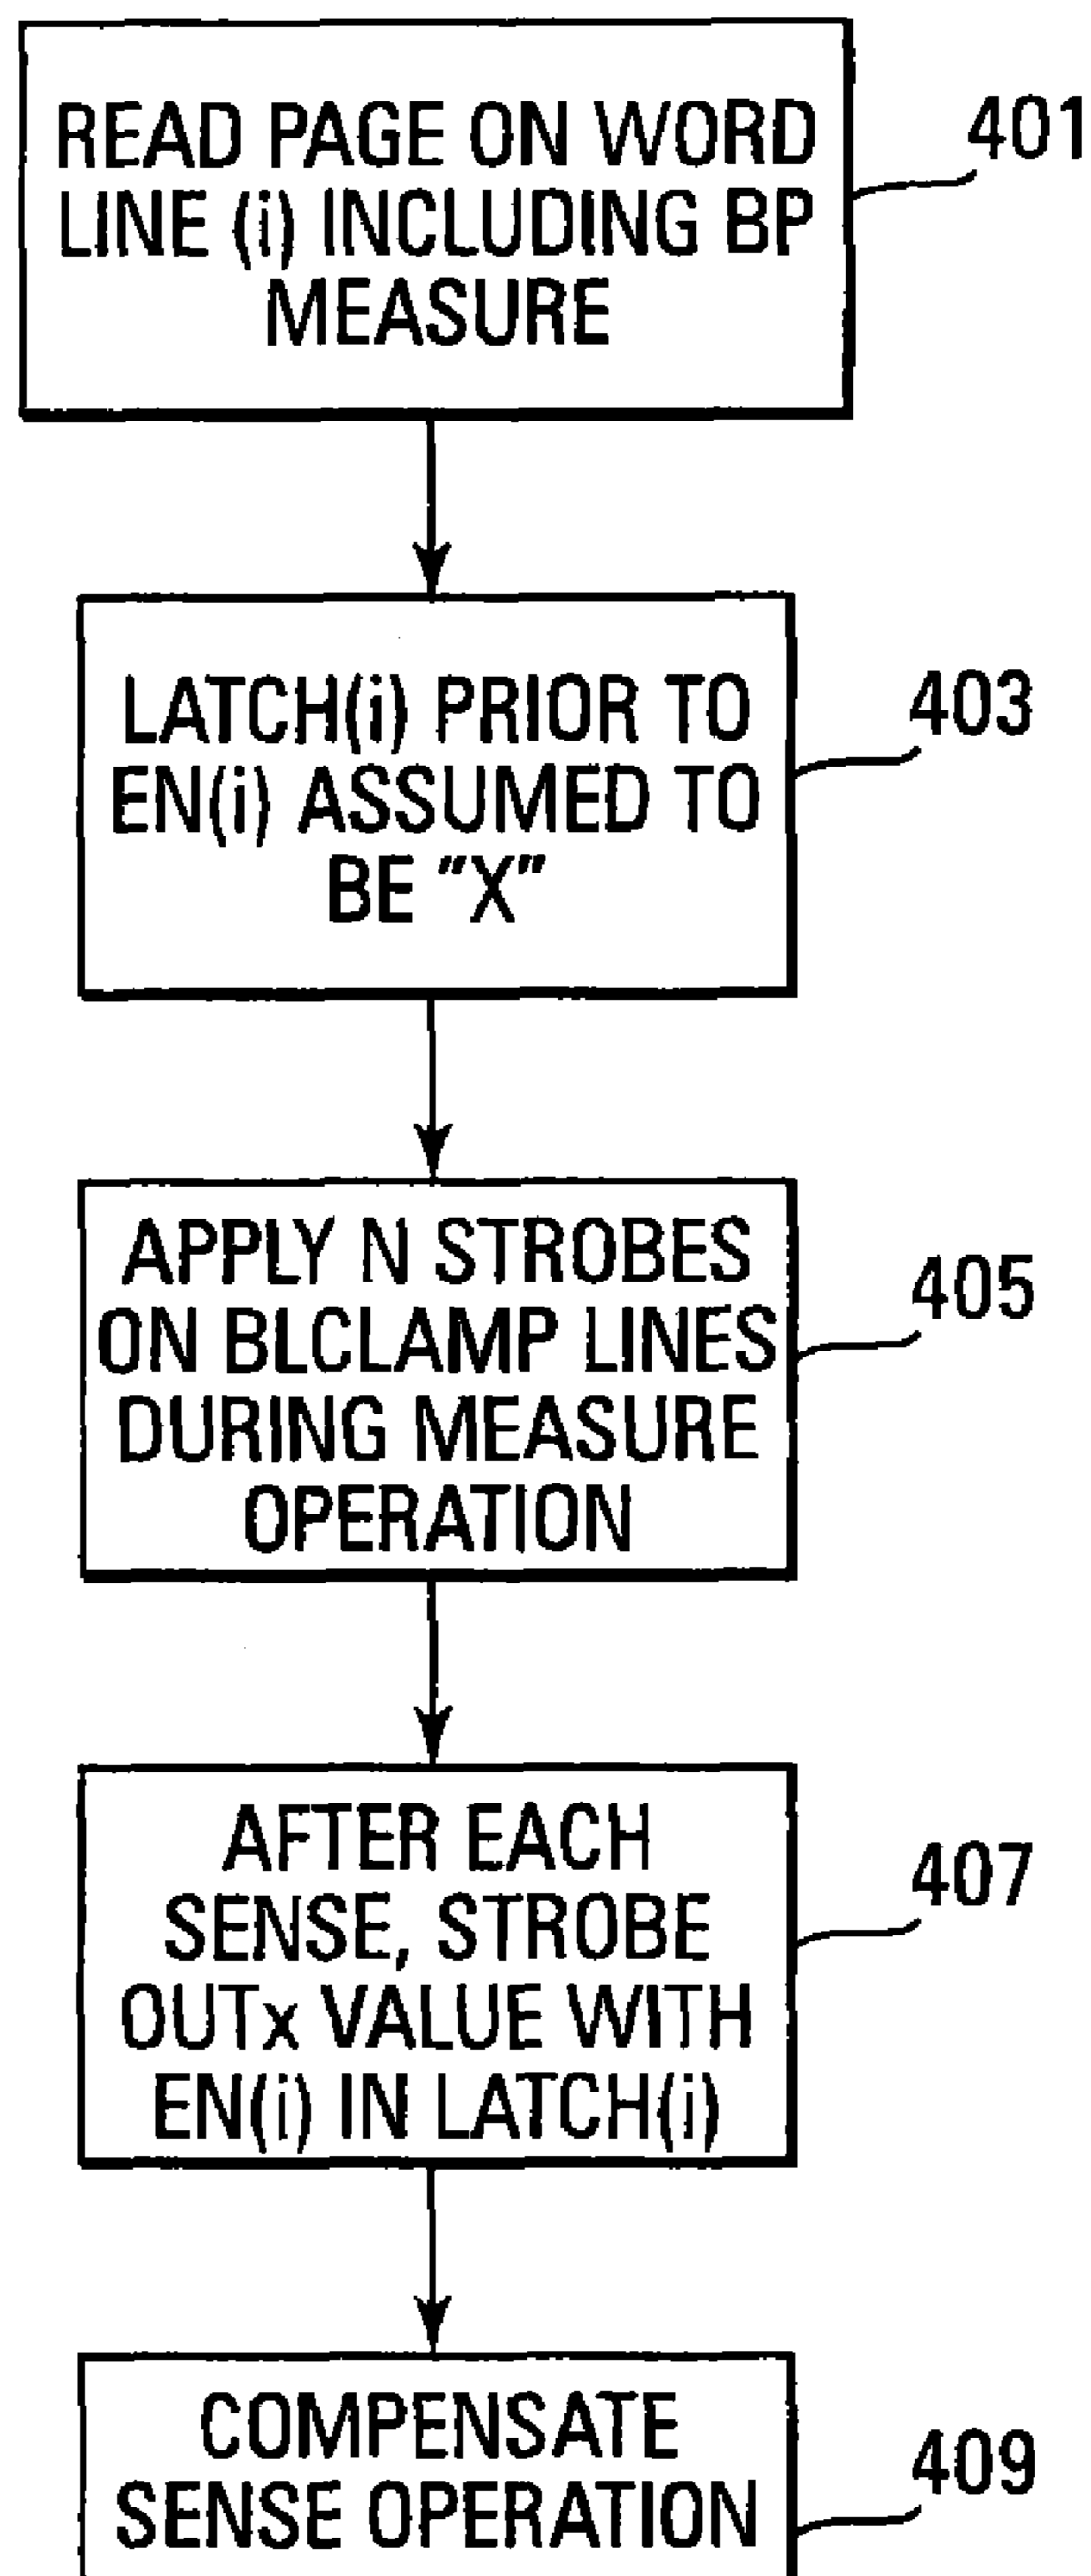 READ PAGE ON WORD
LINE (i) INCLUDING BP
MEASURE
401
LATCH(i) PRIOR TO
EN(i) ASSUMED TO
BE "X"
403
APPLY N STROBES
ON BLCLAMP LINES
DURING MEASURE
OPERATION
405
AFTER EACH
SENSE, STROBE
OUTx VALUE WITH
EN(i) IN LATCH(i)
407
COMPENSATE
SENSE OPERATION
409